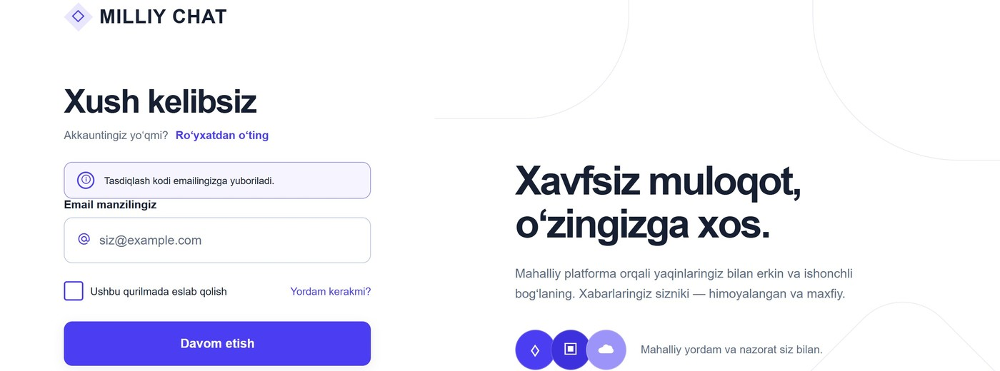 MILLIY CHAT
Xush kelibsiz
Akkauntingiz yo‘qmi? Ro‘yxatdan o‘ting
Tasdiqlash kodi emailingizga yuboriladi.
Email manzilingiz
siz@example.com
Ushbu qurilmada eslab qolish
Yordam kerakmi?
Davom etish
Xavfsiz muloqot,
o‘zingizga xos.
Mahalliy platforma orqali yaqinlaringiz bilan erkin va ishonchli
bog‘laning. Xabarlaringiz sizniki — himoyalangan va maxfiy.
Mahalliy yordam va nazorat siz bilan.